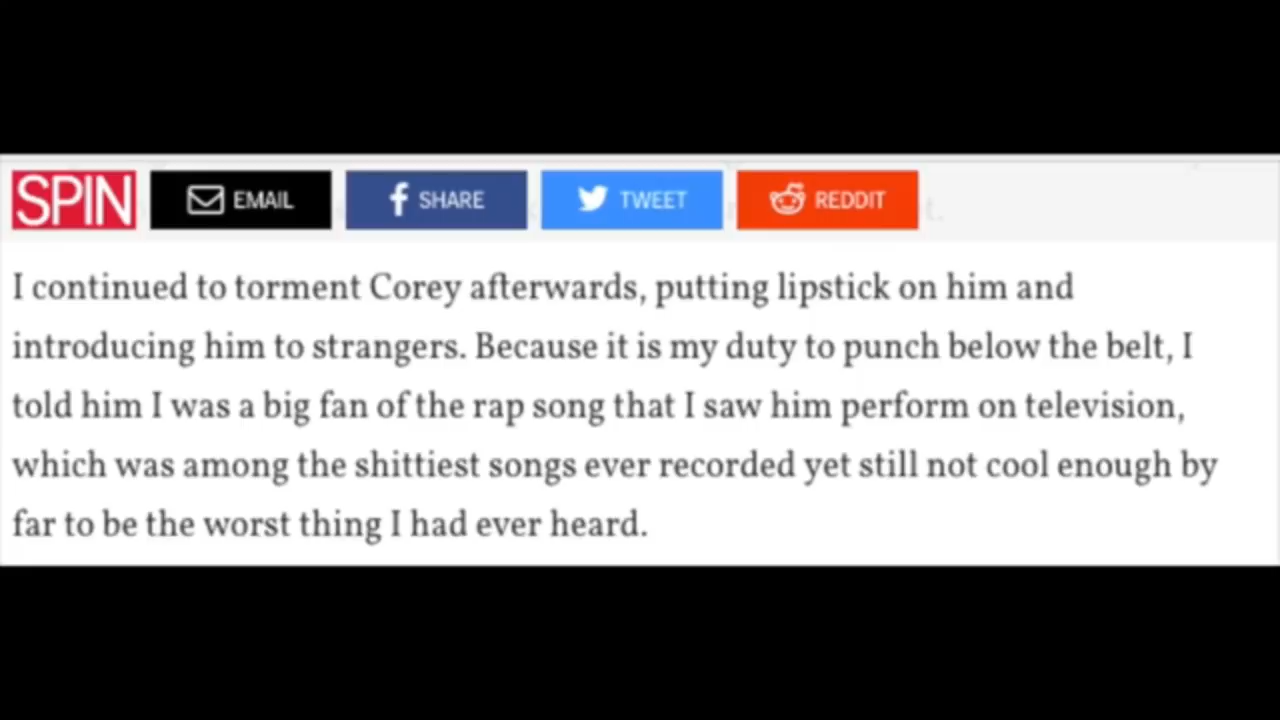 SPIN EMAIL SHARE TWEET REDDIT t.
I continued to torment Corey afterwards, putting lipstick on him and
introducing him to strangers. Because it is my duty to punch below the belt, I
told him I was a big fan of the rap song that I saw him perform on television,
which was among the shittiest songs ever recorded yet still not cool enough by
far to be the worst thing I had ever heard.